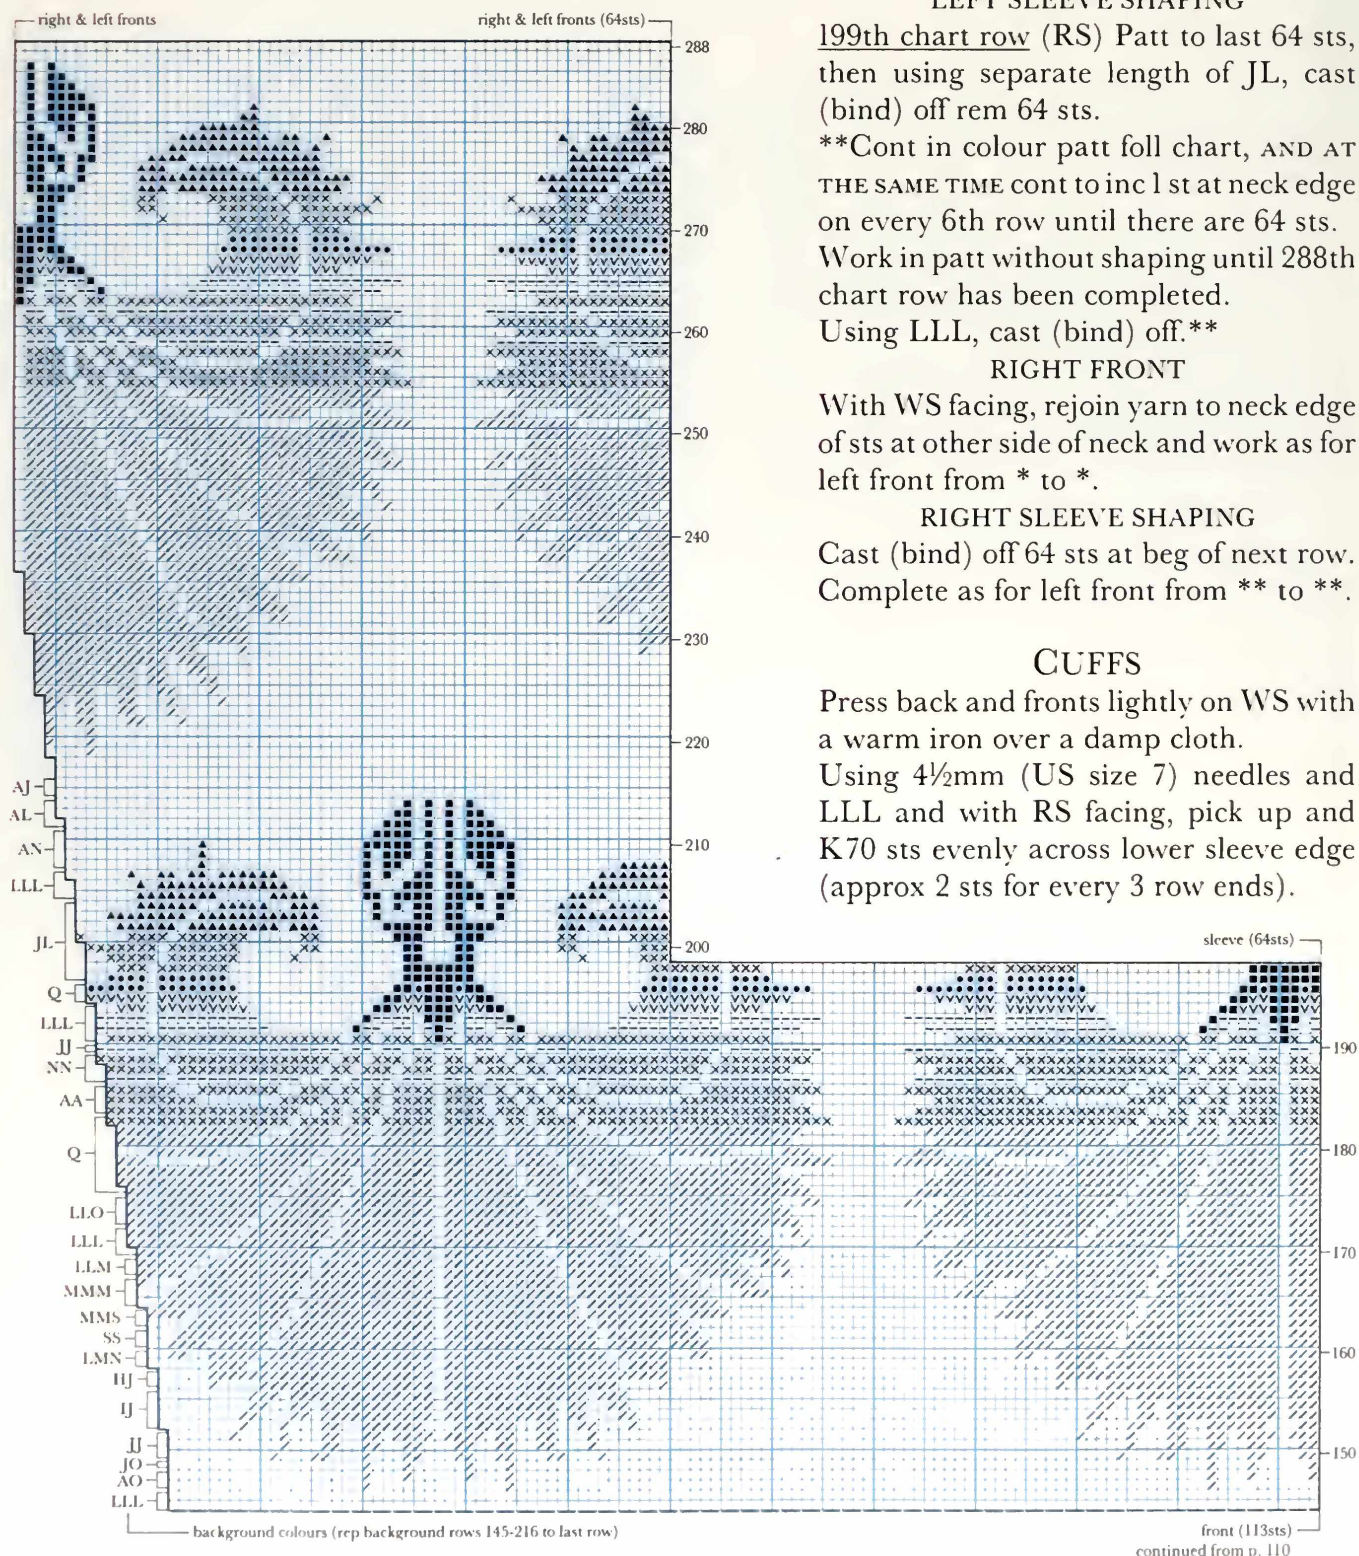 right & left fronts
right & left fronts (64sts)
288
280
270
260
250
240
230
220
210
200
LEFT SLEEVE SHAPING
199th chart row (RS) Patt to last 64 sts,
then using separate length of JL, cast
(bind) off rem 64 sts.
**Cont in colour patt foll chart, AND AT
THE SAME TIME cont to inc 1 st at neck edge
on every 6th row until there are 64 sts.
Work in patt without shaping until 288th
chart row has been completed.
Using LLL, cast (bind) off.**
RIGHT FRONT
With WS facing, rejoin yarn to neck edge
of sts at other side of neck and work as for
left front from * to *.
RIGHT SLEEVE SHAPING
Cast (bind) off 64 sts at beg of next row.
Complete as for left front from ** to **.
CUFFS
Press back and fronts lightly on WS with
a warm iron over a damp cloth.
Using 4½mm (US size 7) needles and
LLL and with RS facing, pick up and
K70 sts evenly across lower sleeve edge
(approx 2 sts for every 3 row ends).
sleeve (64sts)
190
180
170
160
150
AJ
AL
AN
LLL
JL
Q
LLL
JJ
NN
AA
Q
LLO
LLL
LLM
MMM
MMS
SS
LMN
HJ
IJ
JJ
JO
AO
LLL
background colours (rep background rows 145-216 to last row)
front (113sts)
continued from p. 110